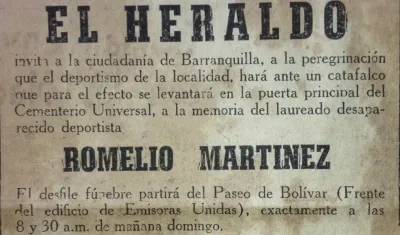 EL HERALDO
invita a la ciudadanía de Barranquilla, a la peregrinación
que el deportismo de la localidad, hará ante un catafalco
que para el efecto se levantará en la puerta principal del
Cementerio Universal, a la memoria del laureado desapa-
recido deportista
ROMELIO MARTINEZ
El desfile fúnebre partirá del Paseo de Bolívar (Frente
del edificio de Emisoras Unidas), exactamente a las
8 y 30 a.m. de mañana domingo.